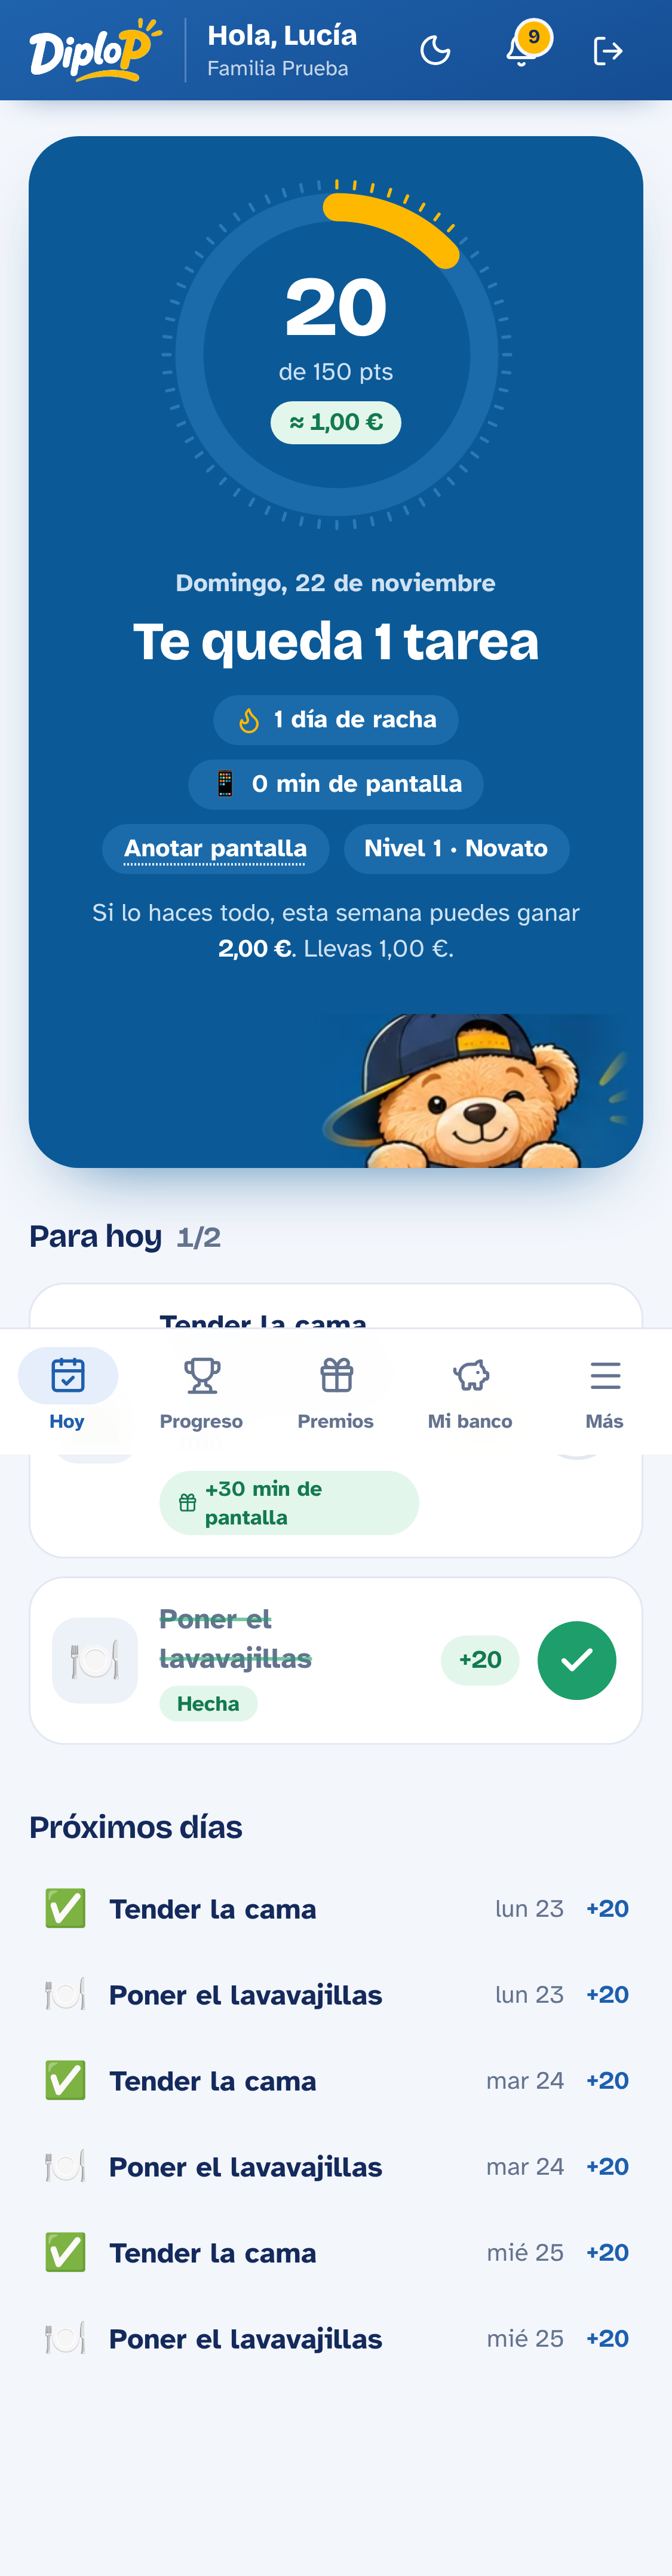 DiploP
Hola, Lucía
Familia Prueba
9
20
de 150 pts
≈ 1,00 €
Domingo, 22 de noviembre
Te queda 1 tarea
1 día de racha
0 min de pantalla
Anotar pantalla
Nivel 1 · Novato
Si lo haces todo, esta semana puedes ganar
2,00 €. Llevas 1,00 €.
Para hoy 1/2
Tender la cama
Hoy
Progreso
Premios
Mi banco
Más
+30 min de
pantalla
Poner el
lavavajillas
Hecha
+20
Próximos días
Tender la cama lun 23 +20
Poner el lavavajillas lun 23 +20
Tender la cama mar 24 +20
Poner el lavavajillas mar 24 +20
Tender la cama mié 25 +20
Poner el lavavajillas mié 25 +20